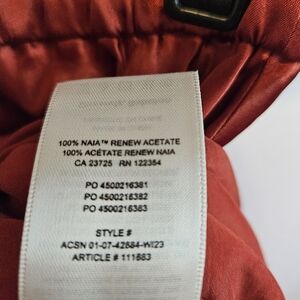 100% NAIA™ RENEW ACETATE
100% ACÉTATE RENEW NAIA
CA 23725 RN 122354
PO 4500216381
PO 4500216382
PO 4500216383
STYLE #
ACSN 01-07-42684-WI23
ARTICLE # 111683